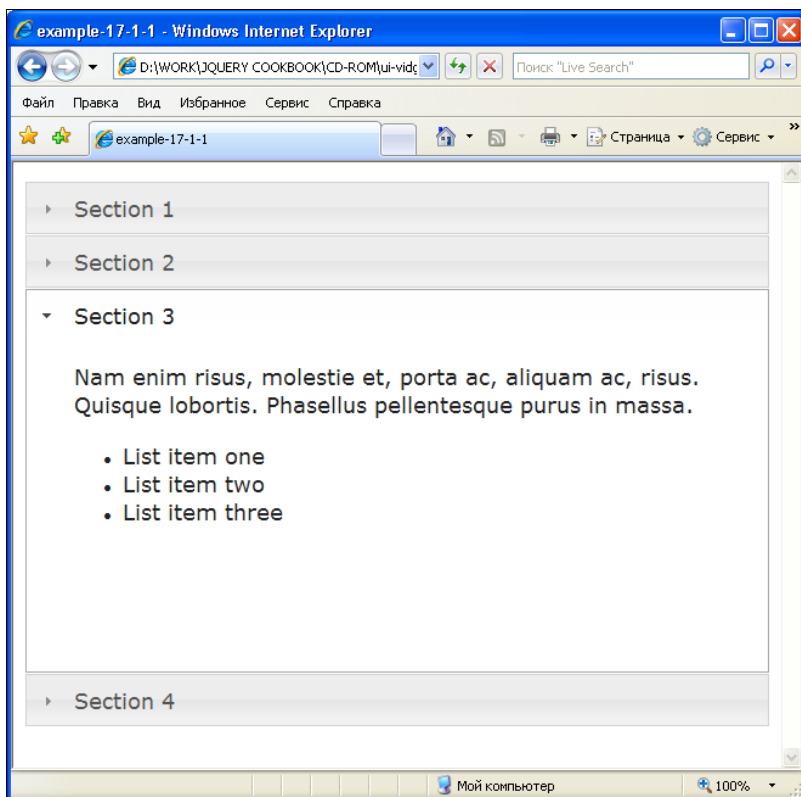 example-17-1-1 - Windows Internet Explorer
D:\WORK\JQUERY COOKBOOK\CD-ROM\ui-vidg
Поиск "Live Search"
Файл Правка Вид Избранное Сервис Справка
example-17-1-1
Страница Сервис »
Section 1
Section 2
Section 3
Nam enim risus, molestie et, porta ac, aliquam ac, risus.
Quisque lobortis. Phasellus pellentesque purus in massa.
• List item one
• List item two
• List item three
Section 4
Мой компьютер 100%